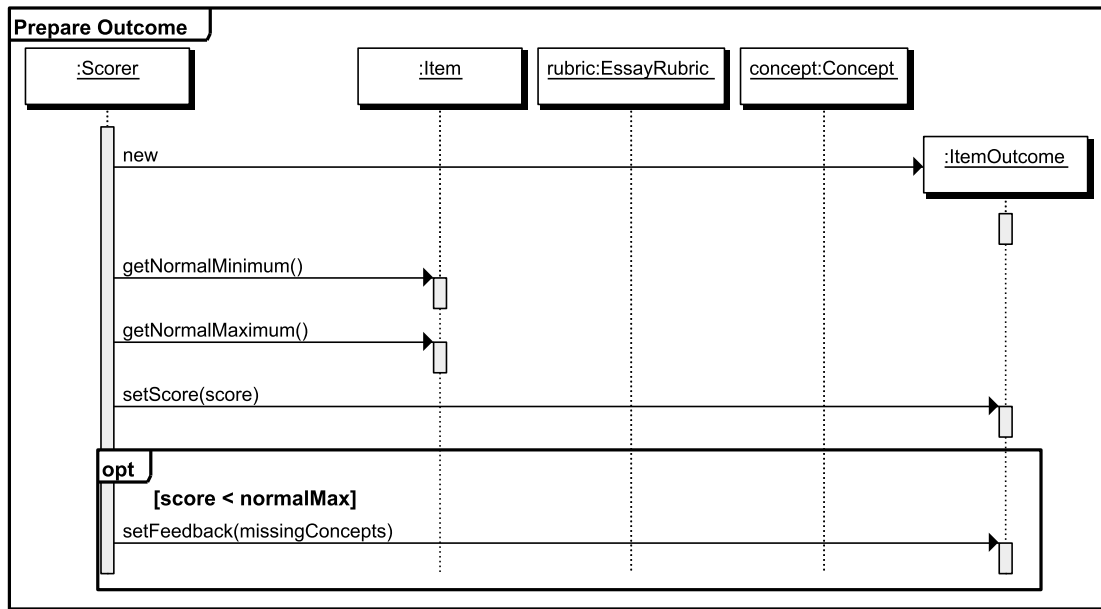 Prepare Outcome
:Scorer
:Item
rubric:EssayRubric
concept:Concept
new
:ItemOutcome
getNormalMinimum()
getNormalMaximum()
setScore(score)
opt
[score < normalMax]
setFeedback(missingConcepts)